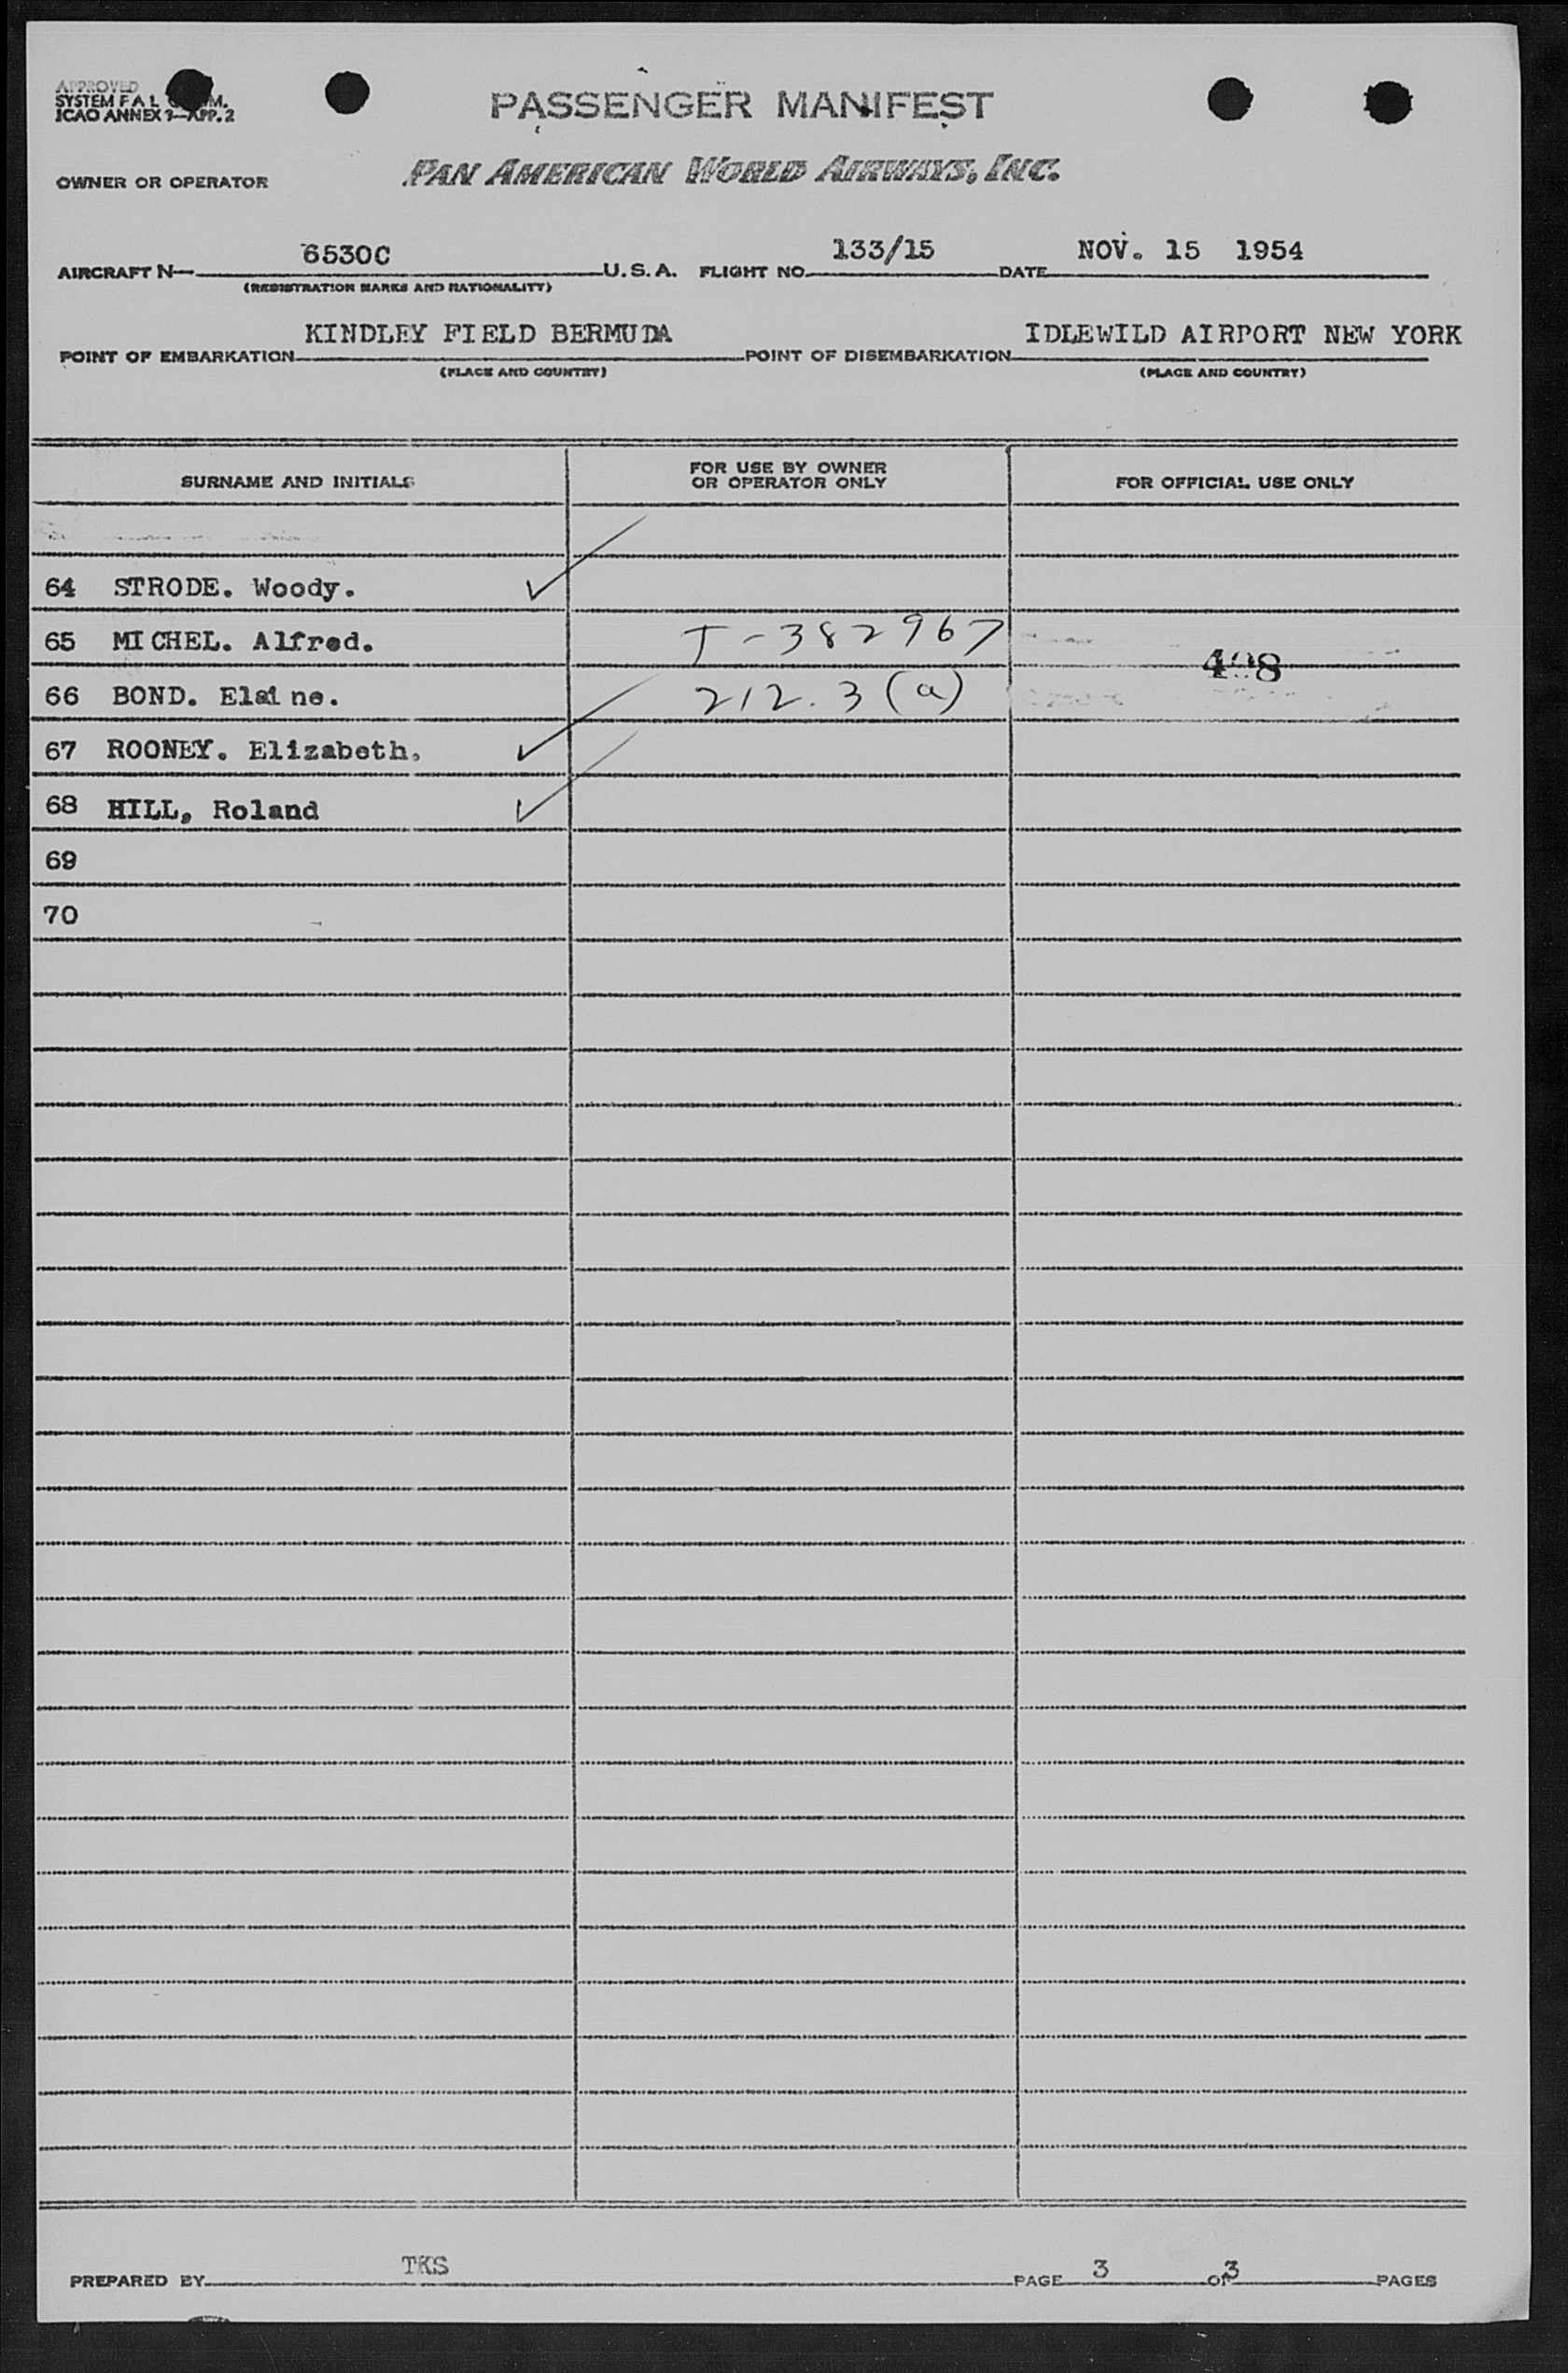 APPROVED
SYSTEM F A L
ICAO ANNEX 9—APP. 2
PASSENGER MANIFEST
OWNER OR OPERATOR PAN AMERICAN WORLD AIRWAYS, INC.
AIRCRAFT N— 6530C U.S.A. FLIGHT NO. 133/15 DATE NOV. 15 1954
(REGISTRATION MARKS AND NATIONALITY)
POINT OF EMBARKATION KINDLEY FIELD BERMUDA POINT OF DISEMBARKATION IDLEWILD AIRPORT NEW YORK
(PLACE AND COUNTRY) (PLACE AND COUNTRY)
SURNAME AND INITIALS FOR USE BY OWNER OR OPERATOR ONLY FOR OFFICIAL USE ONLY
64 STRODE. Woody. ✓
65 MICHEL. Alfred. T-382967
66 BOND. Elaine. 212.3(a) 498
67 ROONEY. Elizabeth. ✓
68 HILL, Roland ✓
69
70
PREPARED BY TKS PAGE 3 OF 3 PAGES